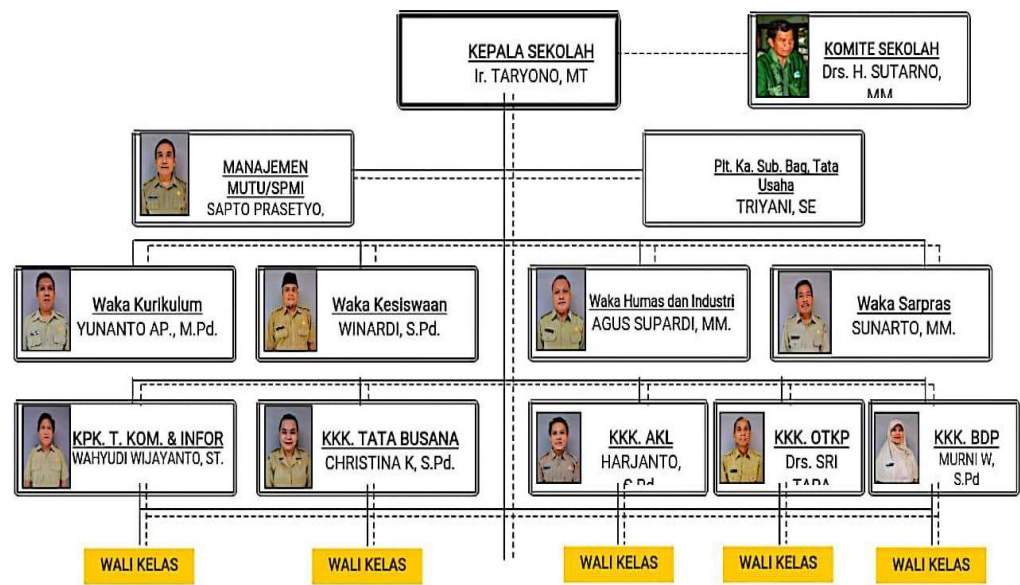 KEPALA SEKOLAH
Ir. TARYONO, MT
KOMITE SEKOLAH
Drs. H. SUTARNO,
MM
MANAJEMEN
MUTU/SPMI
SAPTO PRASETYO,
Plt. Ka. Sub. Bag, Tata
Usaha
TRIYANI, SE
Waka Kurikulum
YUNANTO AP., M.Pd.
Waka Kesiswaan
WINARDI, S.Pd.
Waka Humas dan Industri
AGUS SUPARDI, MM.
Waka Sarpras
SUNARTO, MM.
KPK. T. KOM. & INFOR
WAHYUDI WIJAYANTO, ST.
KKK. TATA BUSANA
CHRISTINA K, S.Pd.
KKK. AKL
HARJANTO,
S.Pd
KKK. OTKP
Drs. SRI
KKK. BDP
MURNI W,
S.Pd
WALI KELAS
WALI KELAS
WALI KELAS
WALI KELAS
WALI KELAS